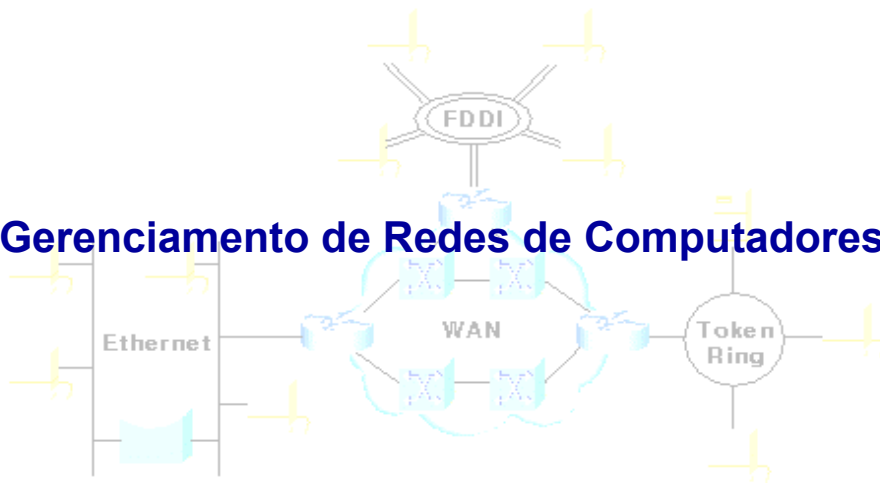 FDDI
Gerenciamento de Redes de Computadores
Ethernet
WAN
Token
Ring